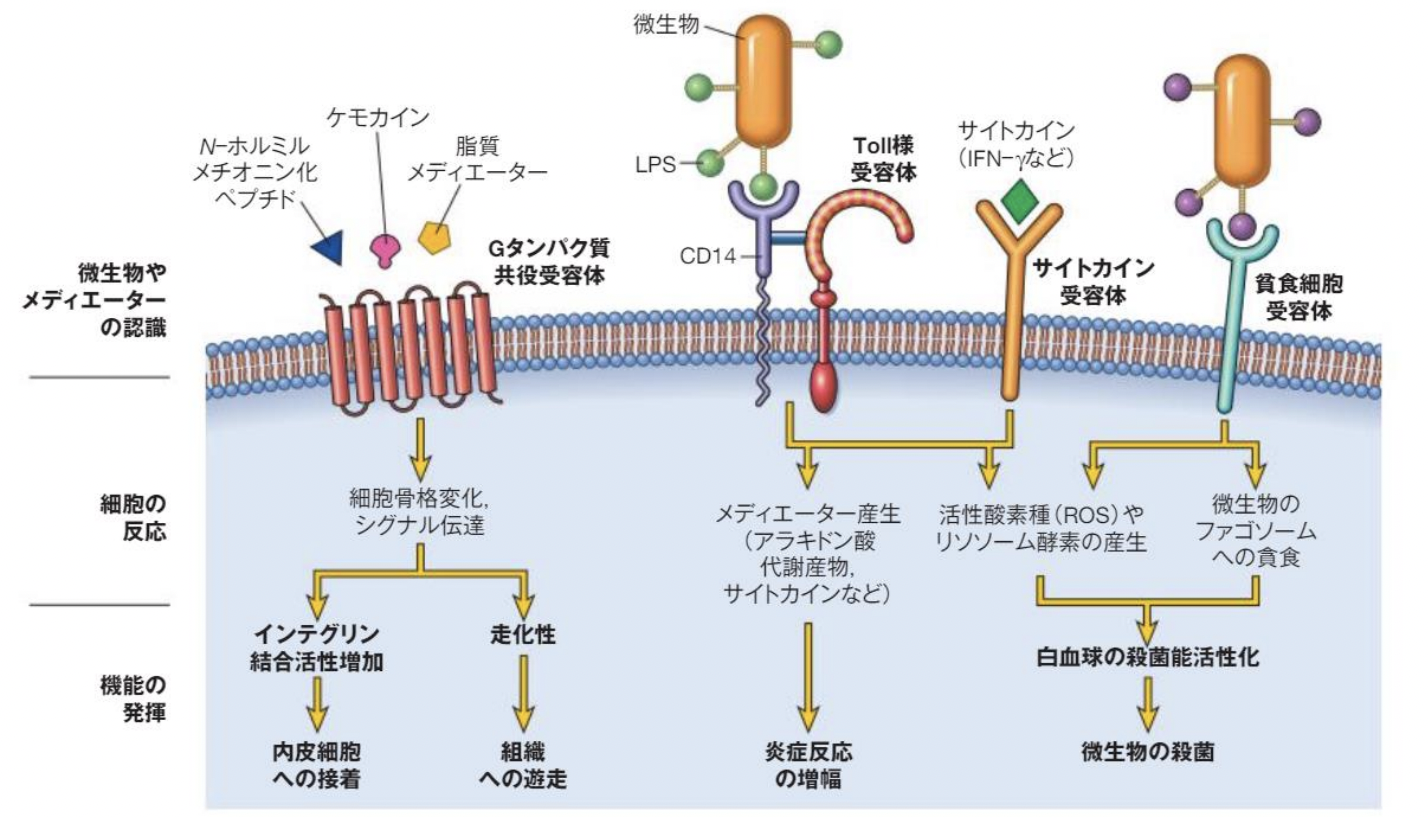 微生物
LPS
CD14
Toll様
受容体
サイトカイン
（IFN-γなど）
サイトカイン
受容体
貧食細胞
受容体
N-ホルミル
メチオニン化
ペプチド
ケモカイン
脂質
メディエーター
Gタンパク質
共役受容体
微生物や
メディエーター
の認識
細胞の
反応
細胞骨格変化,
シグナル伝達
メディエーター産生
（アラキドン酸
代謝産物,
サイトカインなど）
活性酸素種（ROS）や
リソソーム酵素の産生
微生物の
ファゴソーム
への貪食
機能の
発揮
インテグリン
結合活性増加
走化性
白血球の殺菌能活性化
内皮細胞
への接着
組織
への遊走
炎症反応
の増幅
微生物の殺菌